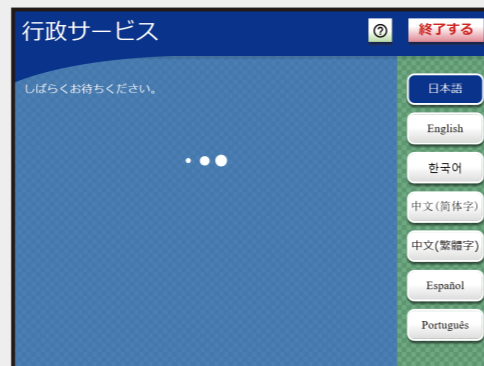 行政サービス
終了する
しばらくお待ちください。
日本語
English
한국어
中文(简体字)
中文(繁體字)
Español
Português